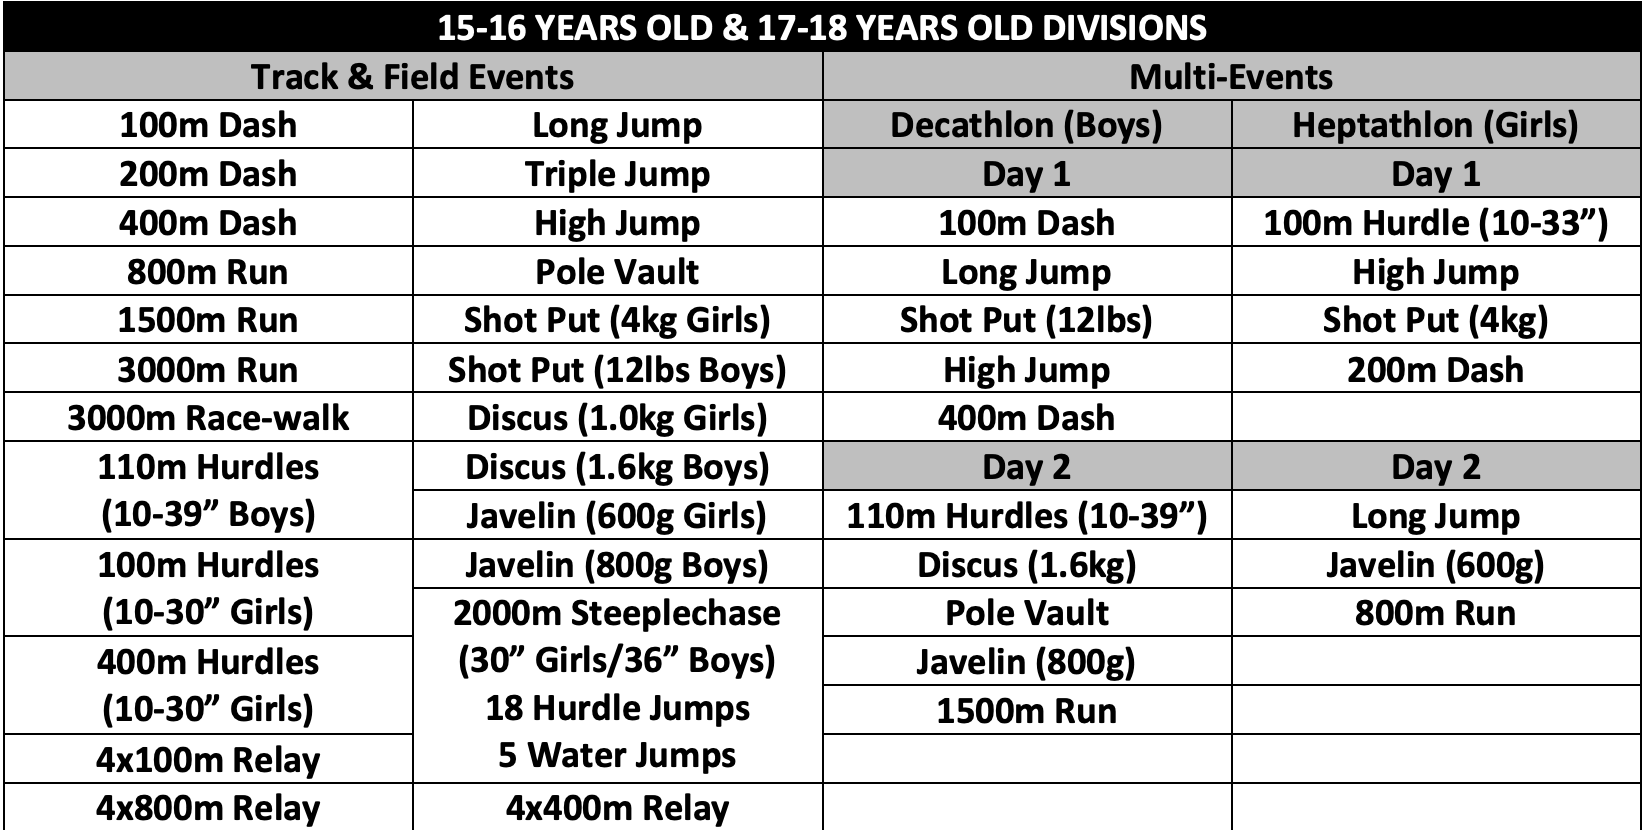 15-16 YEARS OLD & 17-18 YEARS OLD DIVISIONS
Track & Field Events
Multi-Events
100m Dash
Long Jump
Decathlon (Boys)
Heptathlon (Girls)
200m Dash
Triple Jump
Day 1
Day 1
400m Dash
High Jump
100m Dash
100m Hurdle (10-33”)
800m Run
Pole Vault
Long Jump
High Jump
1500m Run
Shot Put (4kg Girls)
Shot Put (12lbs)
Shot Put (4kg)
3000m Run
Shot Put (12lbs Boys)
High Jump
200m Dash
3000m Race-walk
Discus (1.0kg Girls)
400m Dash
110m Hurdles
(10-39” Boys)
Discus (1.6kg Boys)
Day 2
Day 2
Javelin (600g Girls)
110m Hurdles (10-39”)
Long Jump
100m Hurdles
(10-30” Girls)
Javelin (800g Boys)
Discus (1.6kg)
Javelin (600g)
2000m Steeplechase
(30” Girls/36” Boys)
18 Hurdle Jumps
5 Water Jumps
Pole Vault
800m Run
400m Hurdles
(10-30” Girls)
Javelin (800g)
1500m Run
4x100m Relay
4x800m Relay
4x400m Relay